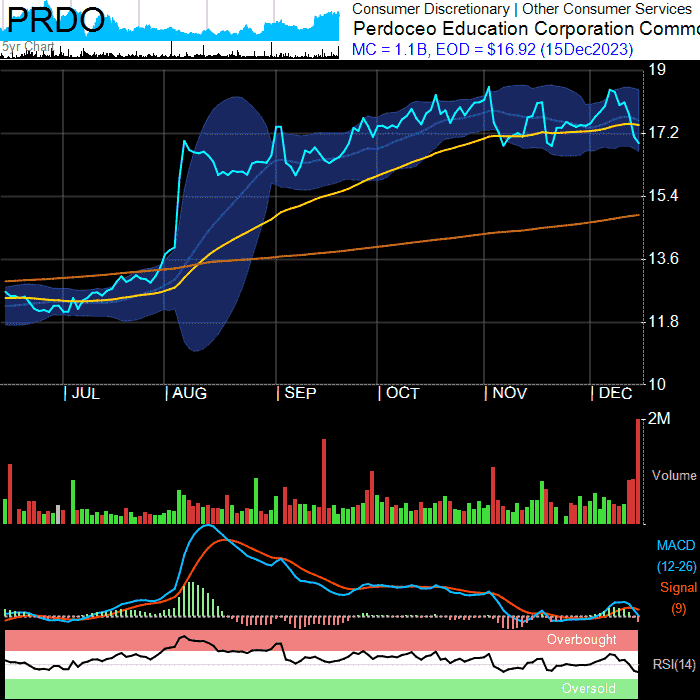 PRDO
5yr Chart
Consumer Discretionary | Other Consumer Services
Perdoceo Education Corporation Commo
MC = 1.1B, EOD = $16.92 (15Dec2023)
19
17.2
15.4
13.6
11.8
10
| JUL
| AUG
| SEP
| OCT
| NOV
| DEC
2M
Volume
MACD
(12-26)
Signal
(9)
Overbought
RSI(14)
Oversold